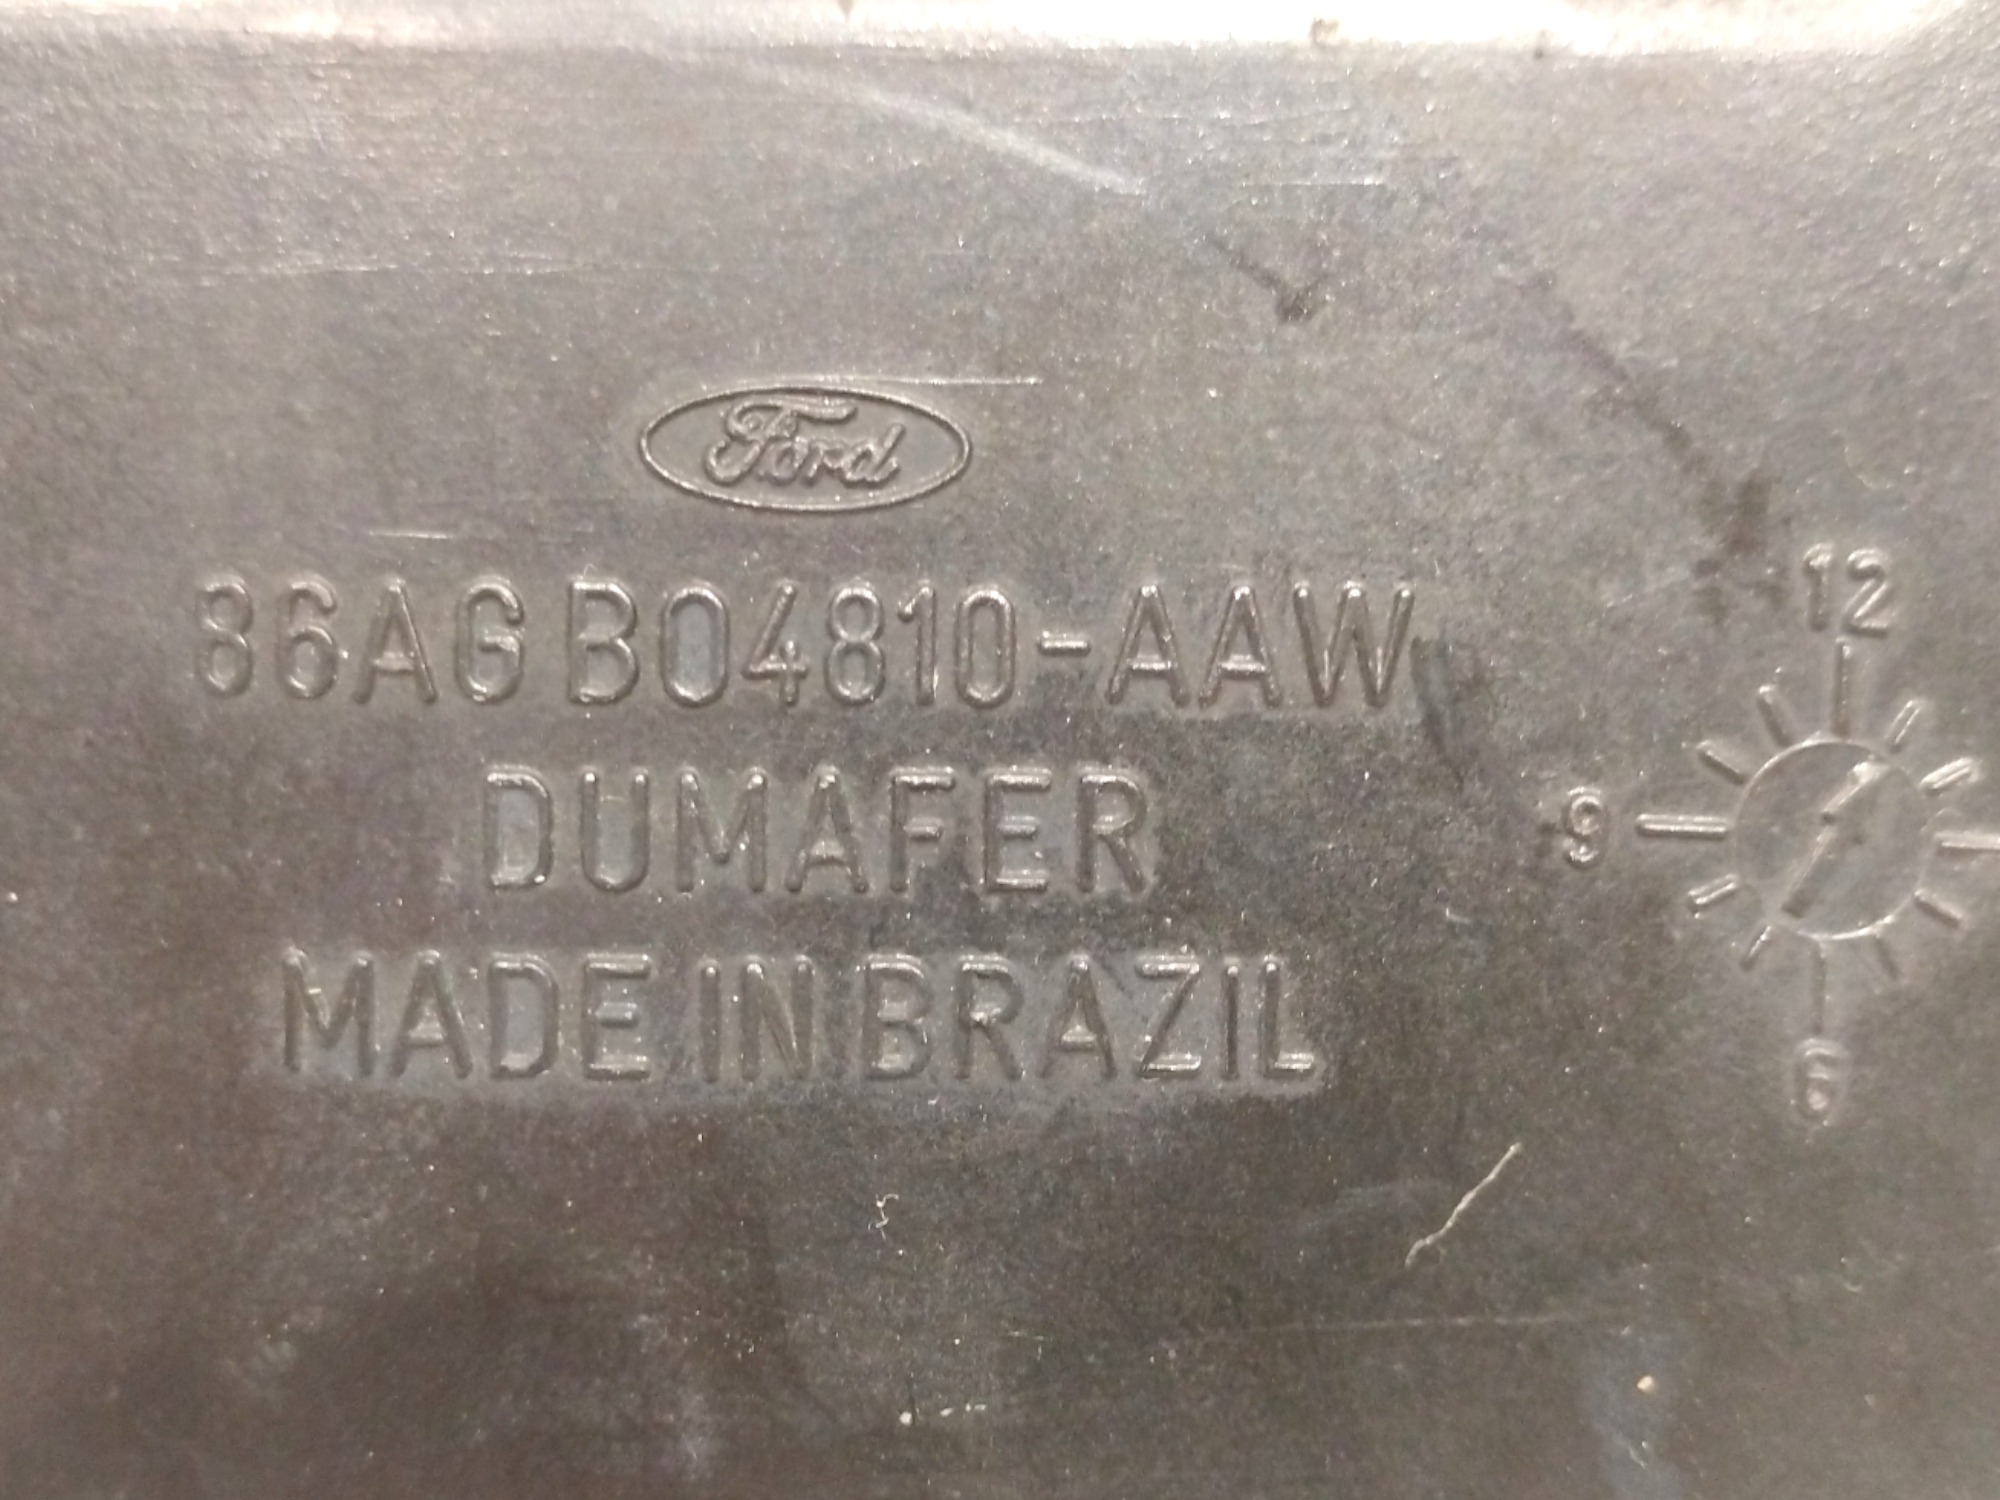 Ford
86AG B04810-AAW
DUMAFER
MADE IN BRAZIL
12
9
6